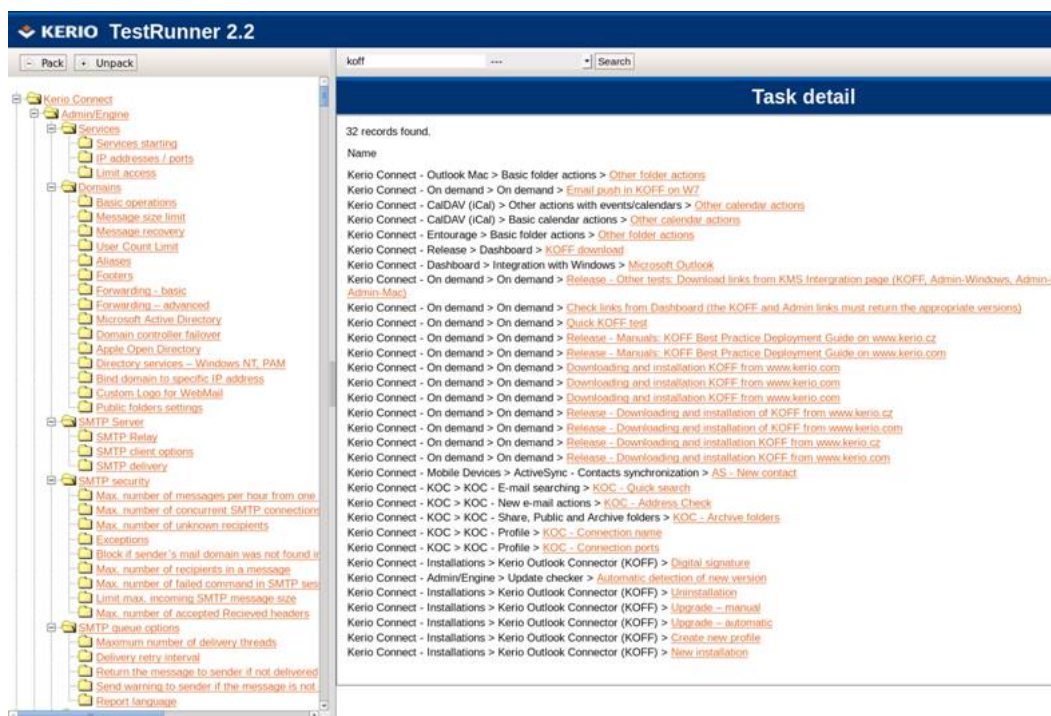 KERIO TestRunner 2.2
Pack
Unpack
koff
---
Search
Kerio Connect
Admin/Engine
Services
Services starting
IP addresses / ports
Limit access
Domains
Basic operations
Message size limit
Message recovery
User Count Limit
Aliases
Footers
Forwarding - basic
Forwarding – advanced
Microsoft Active Directory
Domain controller failover
Apple Open Directory
Directory services – Windows NT, PAM
Bind domain to specific IP address
Custom Logo for WebMail
Public folders settings
SMTP Server
SMTP Relay
SMTP client options
SMTP delivery
SMTP security
Max. number of messages per hour from one
Max. number of concurrent SMTP connections
Max. number of unknown recipients
Exceptions
Block if sender´s mail domain was not found in
Max. number of recipients in a message
Max. number of failed command in SMTP ses
Limit max. incoming SMTP message size
Max. number of accepted Recieved headers
SMTP queue options
Maximum number of delivery threads
Delivery retry interval
Return the message to sender if not delivered
Send warning to sender if the message is not
Report language
Task detail
32 records found.
Name
Kerio Connect - Outlook Mac > Basic folder actions > Other folder actions
Kerio Connect - On demand > On demand > Email push in KOFF on W7
Kerio Connect - CalDAV (iCal) > Other actions with events/calendars > Other calendar actions
Kerio Connect - CalDAV (iCal) > Basic calendar actions > Other calendar actions
Kerio Connect - Entourage > Basic folder actions > Other folder actions
Kerio Connect - Release > Dashboard > KOFF download
Kerio Connect - Dashboard > Integration with Windows > Microsoft Outlook
Kerio Connect - On demand > On demand > Release - Other tests: Download links from KMS Intergration page (KOFF, Admin-Windows, Admin-
Admin-Mac)
Kerio Connect - On demand > On demand > Check links from Dashboard (the KOFF and Admin links must return the appropriate versions)
Kerio Connect - On demand > On demand > Quick KOFF test
Kerio Connect - On demand > On demand > Release - Manuals: KOFF Best Practice Deployment Guide on www.kerio.cz
Kerio Connect - On demand > On demand > Release - Manuals: KOFF Best Practice Deployment Guide on www.kerio.com
Kerio Connect - On demand > On demand > Downloading and installation KOFF from www.kerio.com
Kerio Connect - On demand > On demand > Downloading and installation KOFF from www.kerio.com
Kerio Connect - On demand > On demand > Downloading and installation KOFF from www.kerio.com
Kerio Connect - On demand > On demand > Release - Downloading and installation of KOFF from www.kerio.cz
Kerio Connect - On demand > On demand > Release - Downloading and installation of KOFF from www.kerio.com
Kerio Connect - On demand > On demand > Release - Downloading and installation KOFF from www.kerio.cz
Kerio Connect - On demand > On demand > Release - Downloading and installation KOFF from www.kerio.com
Kerio Connect - Mobile Devices > ActiveSync - Contacts synchronization > AS - New contact
Kerio Connect - KOC > KOC - E-mail searching > KOC - Quick search
Kerio Connect - KOC > KOC - New e-mail actions > KOC - Address Check
Kerio Connect - KOC > KOC - Share, Public and Archive folders > KOC - Archive folders
Kerio Connect - KOC > KOC - Profile > KOC - Connection name
Kerio Connect - KOC > KOC - Profile > KOC - Connection ports
Kerio Connect - Installations > Kerio Outlook Connector (KOFF) > Digital signature
Kerio Connect - Admin/Engine > Update checker > Automatic detection of new version
Kerio Connect - Installations > Kerio Outlook Connector (KOFF) > Uninstallation
Kerio Connect - Installations > Kerio Outlook Connector (KOFF) > Upgrade – manual
Kerio Connect - Installations > Kerio Outlook Connector (KOFF) > Upgrade – automatic
Kerio Connect - Installations > Kerio Outlook Connector (KOFF) > Create new profile
Kerio Connect - Installations > Kerio Outlook Connector (KOFF) > New installation